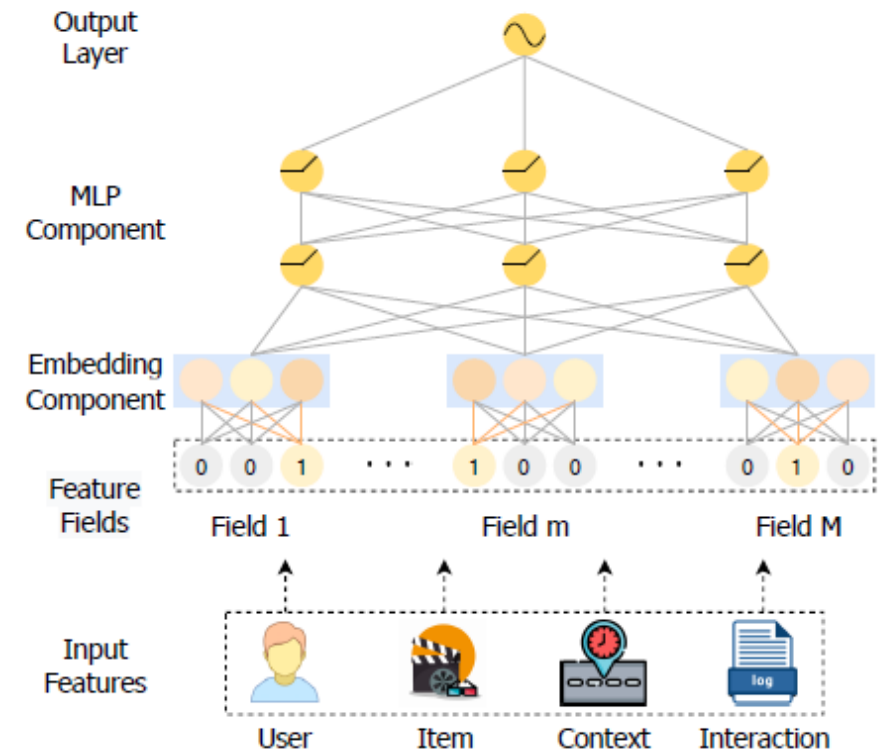 Output
Layer
MLP
Component
Embedding
Component
0 0 1 ... 1 0 0 ... 0 1 0
Feature
Fields
Field 1 Field m Field M
Input
Features
log
User Item Context Interaction